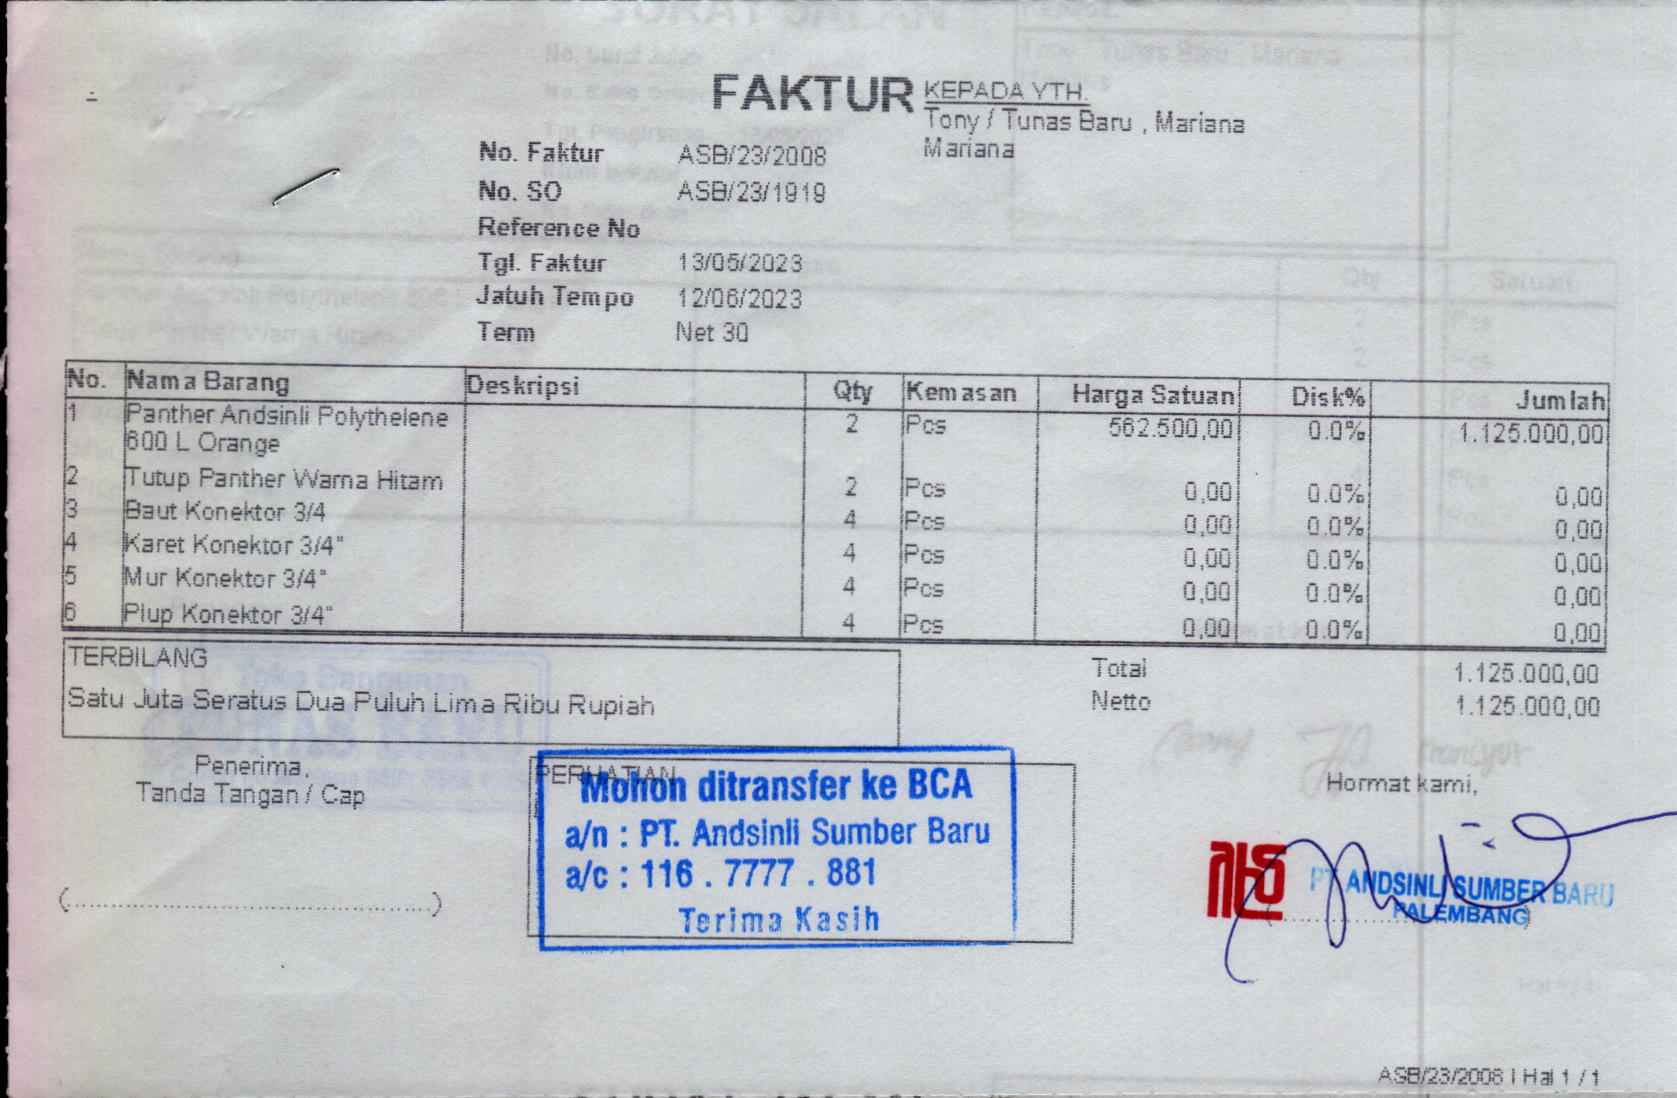 FAKTUR
KEPADA YTH.
Tony / Tunas Baru , Mariana
Mariana
No. Faktur ASB/23/2008
No. SO ASB/23/1919
Reference No
Tgl. Faktur 13/05/2023
Jatuh Tempo 12/06/2023
Term Net 30
No. Nama Barang Deskripsi Qty Kemasan Harga Satuan Disk% Jumlah
1 Panther Andsinli Polythelene 2 Pcs 562.500,00 0.0% 1.125.000,00
600 L Orange
2 Tutup Panther Warna Hitam 2 Pcs 0,00 0.0% 0,00
3 Baut Konektor 3/4 4 Pcs 0,00 0.0% 0,00
4 Karet Konektor 3/4" 4 Pcs 0,00 0.0% 0,00
5 Mur Konektor 3/4" 4 Pcs 0,00 0.0% 0,00
6 Plup Konektor 3/4" 4 Pcs 0,00 0.0% 0,00
TERBILANG
Satu Juta Seratus Dua Puluh Lima Ribu Rupiah
Total 1.125.000,00
Netto 1.125.000,00
Penerima,
Tanda Tangan / Cap
PERHATIAN
Mohon ditransfer ke BCA
a/n : PT. Andsinli Sumber Baru
a/c : 116 . 7777 . 881
Terima Kasih
Hormat kami,
PT. ANDSINLI SUMBER BARU
PALEMBANG
ASB/23/2008 | Hal 1 / 1